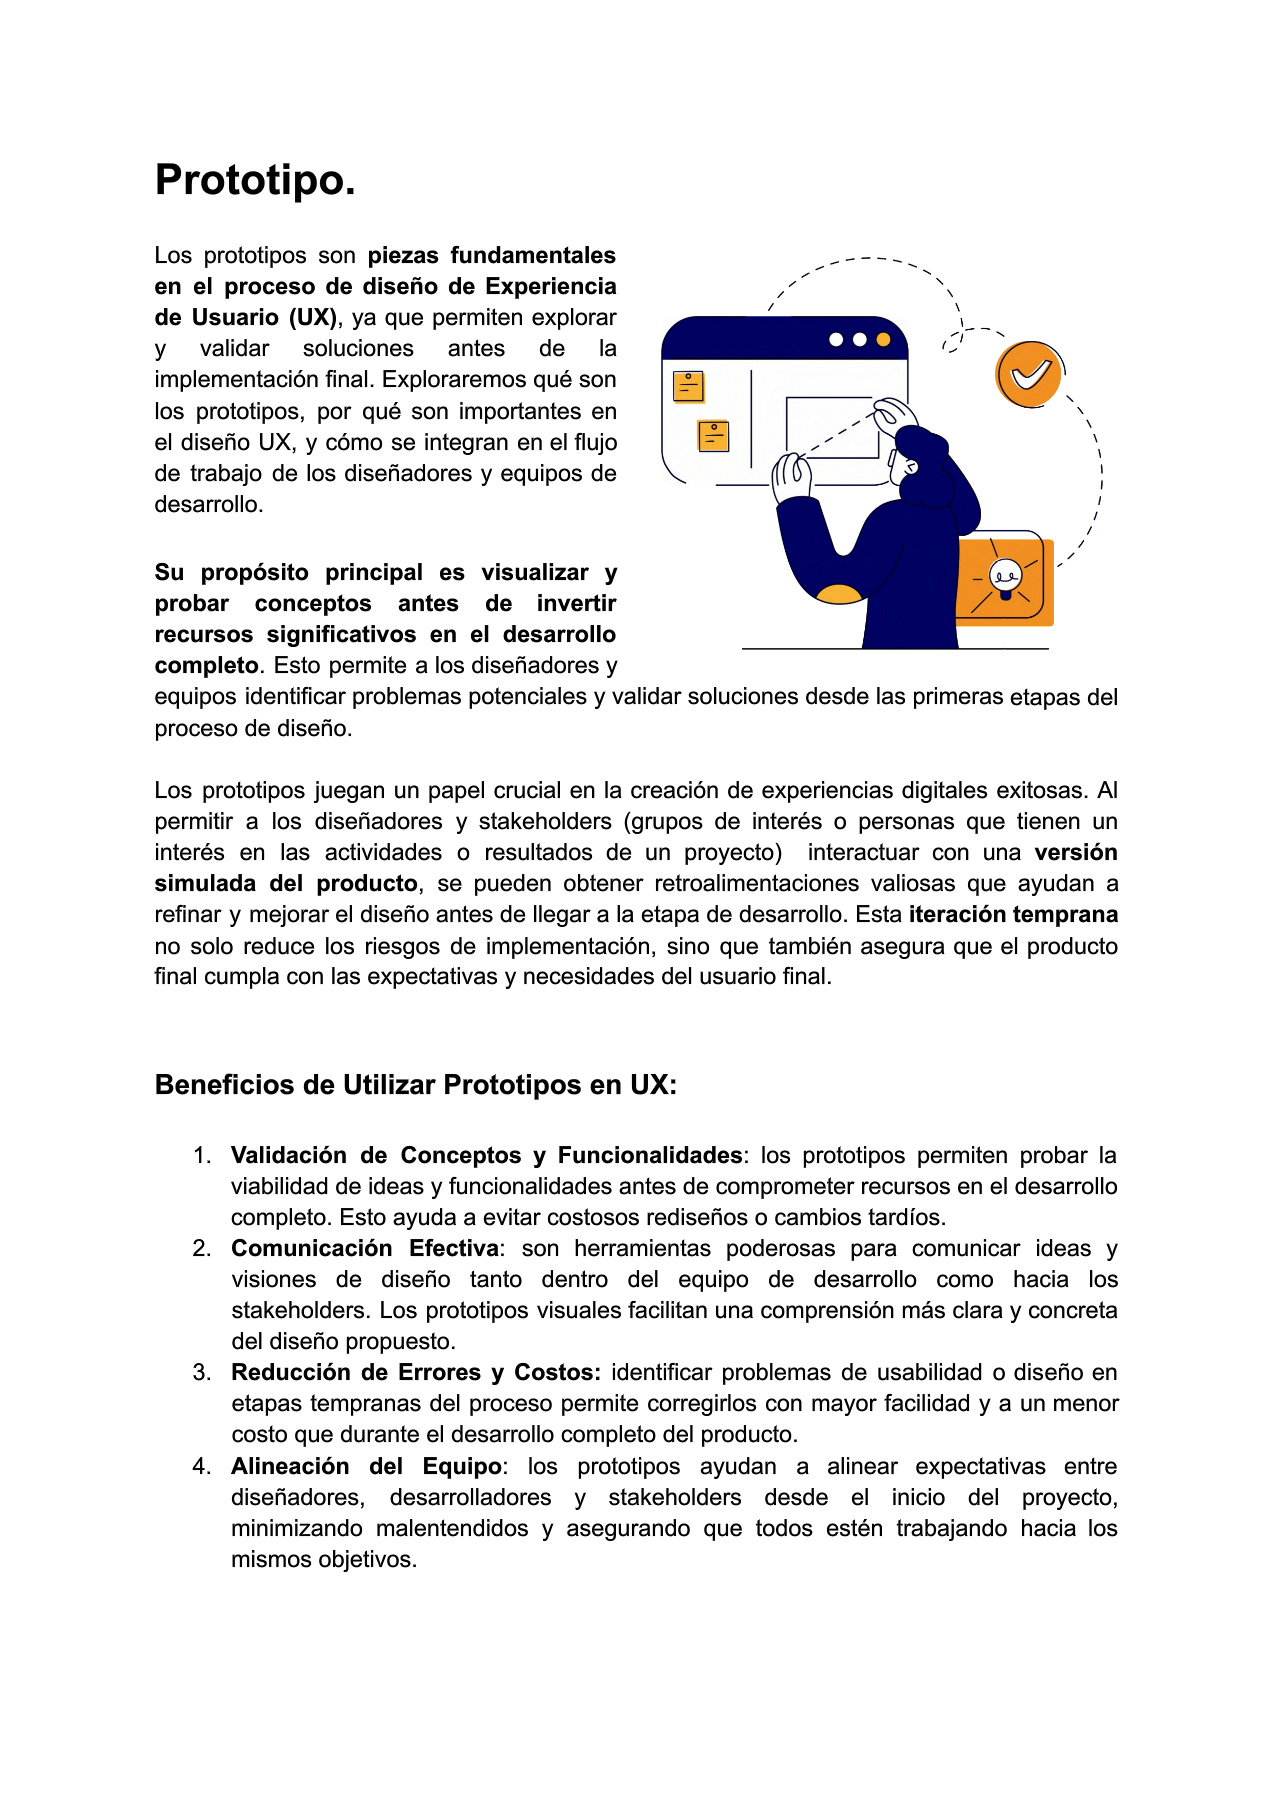 Prototipo.
Los prototipos son piezas fundamentales
en el proceso de diseño de Experiencia
de Usuario (UX), ya que permiten explorar
y validar soluciones antes de la
implementación final. Exploraremos qué son
los prototipos, por qué son importantes en
el diseño UX, y cómo se integran en el flujo
de trabajo de los diseñadores y equipos de
desarrollo.
Su propósito principal es visualizar y
probar conceptos antes de invertir
recursos significativos en el desarrollo
completo. Esto permite a los diseñadores y
equipos identificar problemas potenciales y validar soluciones desde las primeras etapas del
proceso de diseño.
Los prototipos juegan un papel crucial en la creación de experiencias digitales exitosas. Al
permitir a los diseñadores y stakeholders (grupos de interés o personas que tienen un
interés en las actividades o resultados de un proyecto) interactuar con una versión
simulada del producto, se pueden obtener retroalimentaciones valiosas que ayudan a
refinar y mejorar el diseño antes de llegar a la etapa de desarrollo. Esta iteración temprana
no solo reduce los riesgos de implementación, sino que también asegura que el producto
final cumpla con las expectativas y necesidades del usuario final.
Beneficios de Utilizar Prototipos en UX:
1. Validación de Conceptos y Funcionalidades: los prototipos permiten probar la
viabilidad de ideas y funcionalidades antes de comprometer recursos en el desarrollo
completo. Esto ayuda a evitar costosos rediseños o cambios tardíos.
2. Comunicación Efectiva: son herramientas poderosas para comunicar ideas y
visiones de diseño tanto dentro del equipo de desarrollo como hacia los
stakeholders. Los prototipos visuales facilitan una comprensión más clara y concreta
del diseño propuesto.
3. Reducción de Errores y Costos: identificar problemas de usabilidad o diseño en
etapas tempranas del proceso permite corregirlos con mayor facilidad y a un menor
costo que durante el desarrollo completo del producto.
4. Alineación del Equipo: los prototipos ayudan a alinear expectativas entre
diseñadores, desarrolladores y stakeholders desde el inicio del proyecto,
minimizando malentendidos y asegurando que todos estén trabajando hacia los
mismos objetivos.